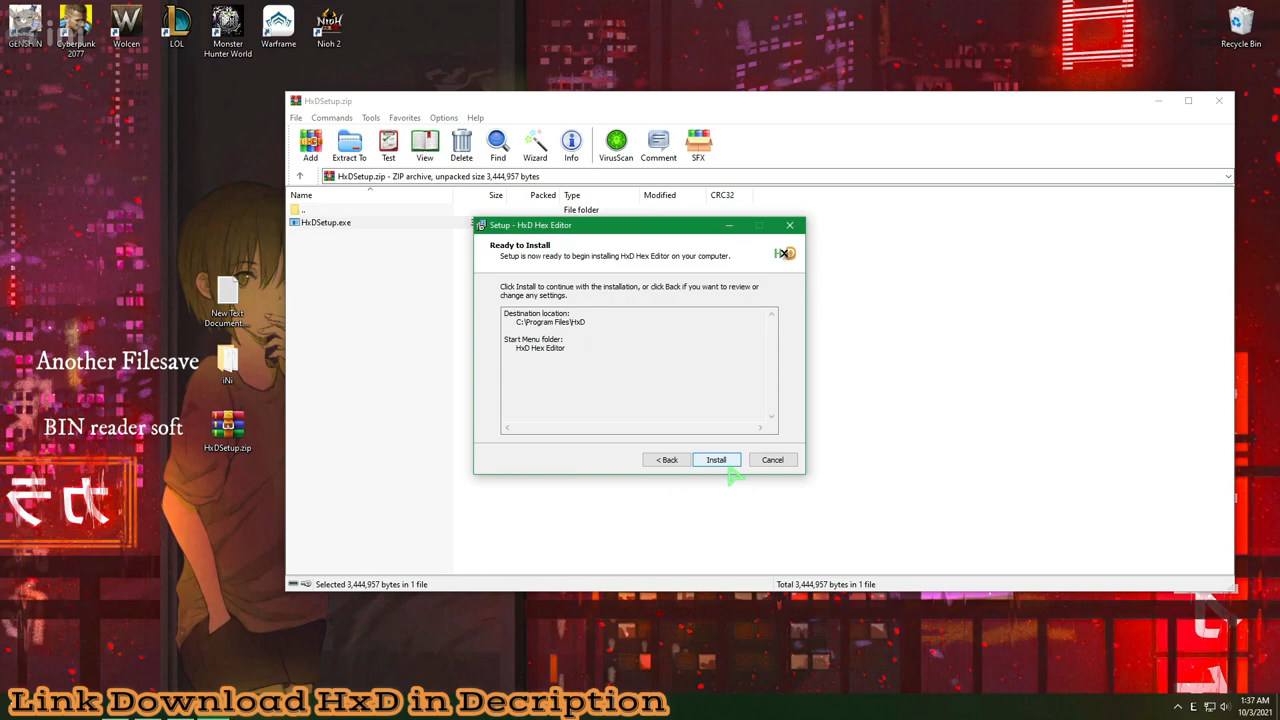 GENSHIN
Cyberpunk
2077
Wolcen
LOL
Monster
Hunter World
Warframe
Nioh 2
Recycle Bin
HxDSetup.zip
File
Commands
Tools
Favorites
Options
Help
Add
Extract To
Test
View
Delete
Find
Wizard
Info
VirusScan
Comment
SFX
HxDSetup.zip - ZIP archive, unpacked size 3,444,957 bytes
Name
Size
Packed
Type
Modified
CRC32
..
File folder
HxDSetup.exe
Setup - HxD Hex Editor
Ready to Install
Setup is now ready to begin installing HxD Hex Editor on your computer.
HxD
Click Install to continue with the installation, or click Back if you want to review or
change any settings.
Destination location:
C:\Program Files\HxD
Start Menu folder:
HxD Hex Editor
< Back
Install
Cancel
New Text
Document....
Another Filesave
iNi
BIN reader soft
HxDSetup.zip
Selected 3,444,957 bytes in 1 file
Total 3,444,957 bytes in 1 file
Link Download HxD in Decription
E
1:37 AM
10/3/2021